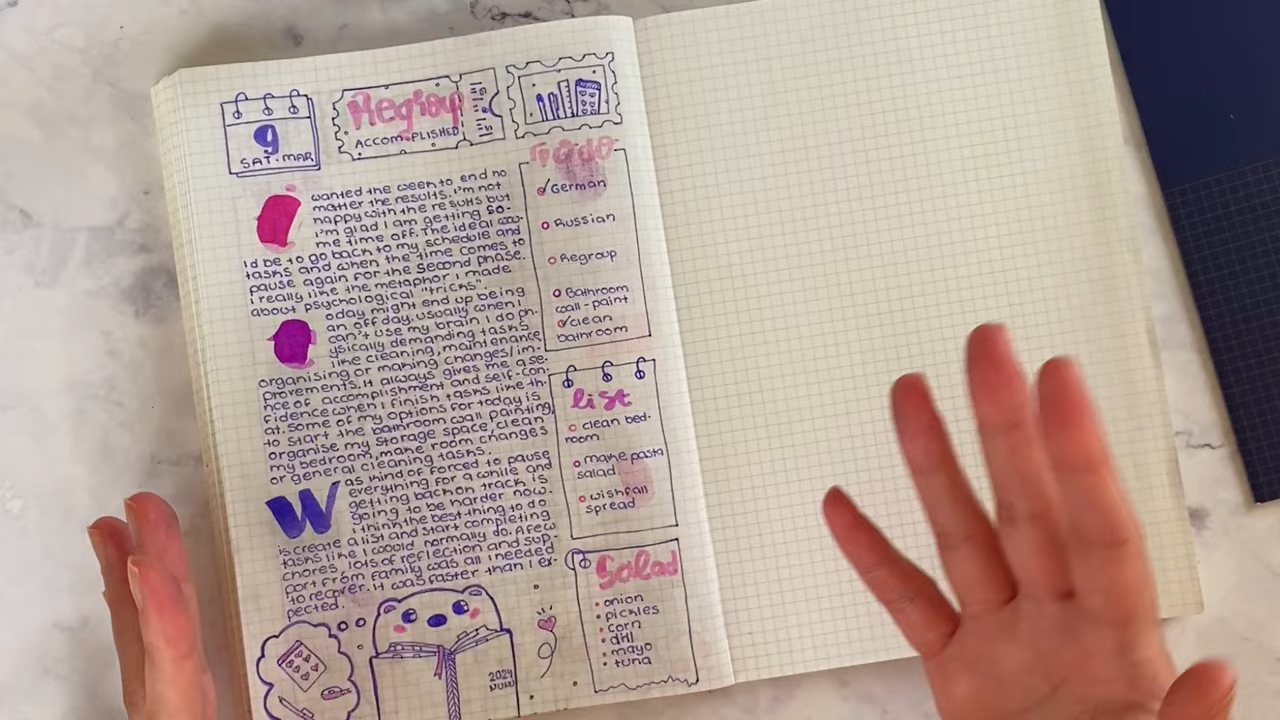 9
SAT. MAR
Regroup
ACCOMPLISHED
I wanted the week to end no
matter the results. I'm not
happy with the results but
I'm glad I am getting so-
me time off. The ideal wou-
ld be to go back to my schedule and
tasks and when the time comes to
pause again for the second phase.
I really like the metaphor I made
about psychological "tricks".
Today might end up being
an off day. Usually when I
can't use my brain I do ph-
ysically demanding tasks
like cleaning, maintenance
organising or making changes/im-
provements. It always gives me a se-
nce of accomplishment and self-con-
fidence when I finish tasks like th-
at. Some of my options for today is
to start the bathroom wall painting,
organise my storage space, clean
my bedroom, make room changes
or general cleaning tasks.
Was kind of forced to pause
everything for a while and
getting back on track is
going to be harder now.
I think the best thing to do
is create a list and start completing
tasks like I would normally do. A few
chores, lots of reflection and sup-
port from family was all I needed
to recover. It was faster than I ex-
pected.
To do
German
Russian
Regroup
Bathroom
wall-paint
clean
bathroom
list
clean bed-
room
make pasta
salad
wishfall
spread
Salad
onion
pickles
corn
dill
mayo
tuna
2024
NUNU